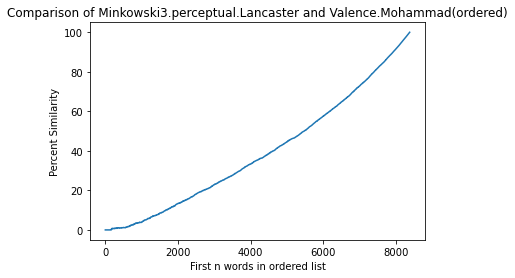 Comparison of Minkowski3.perceptual.Lancaster and Valence.Mohammad(ordered)
100
80
60
40
20
0
Percent Similarity
0 2000 4000 6000 8000
First n words in ordered list